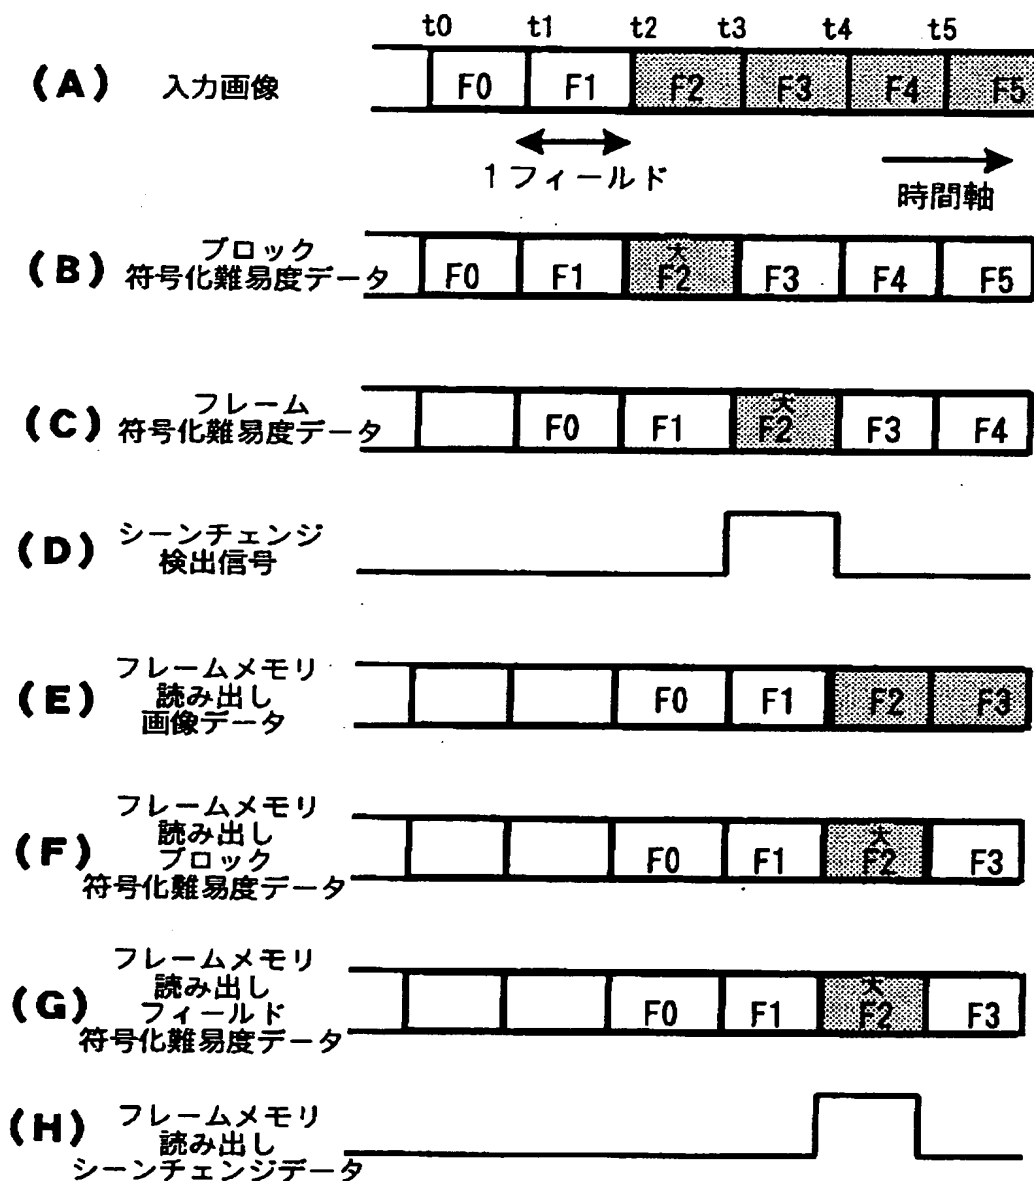 t0 t1 t2 t3 t4 t5
(A) 入力画像 F0 F1 F2 F3 F4 F5
1フィールド
時間軸
(B) ブロック
符号化難易度データ
大
F0 F1 F2 F3 F4 F5
(C) フレーム
符号化難易度データ
大
F0 F1 F2 F3 F4
(D) シーンチェンジ
検出信号
(E) フレームメモリ
読み出し
画像データ
F0 F1 F2 F3
(F) フレームメモリ
読み出し
ブロック
符号化難易度データ
大
F0 F1 F2 F3
(G) フレームメモリ
読み出し
フィールド
符号化難易度データ
大
F0 F1 F2 F3
(H) フレームメモリ
読み出し
シーンチェンジデータ